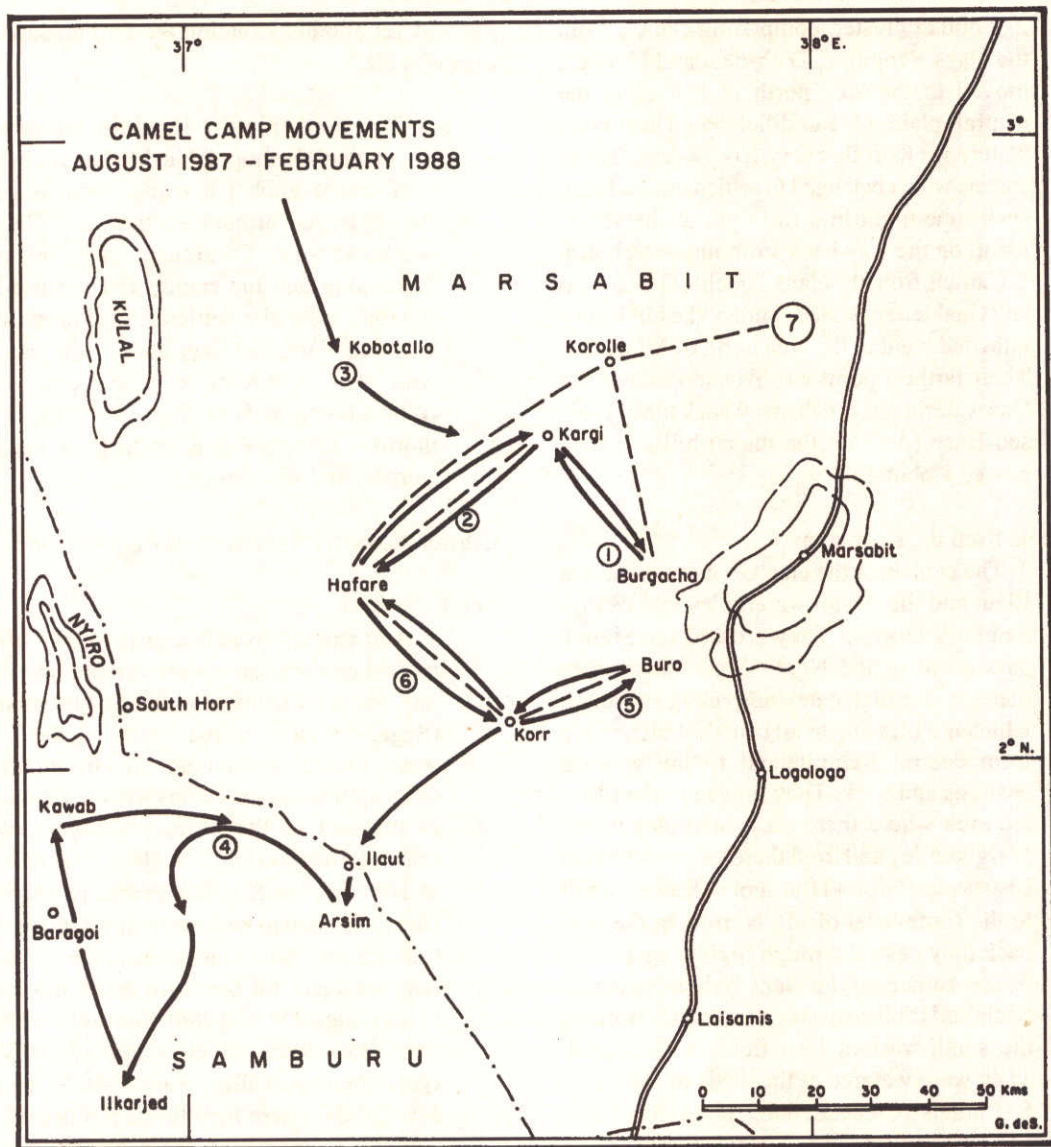 37°
38°E.
3°
CAMEL CAMP MOVEMENTS
AUGUST 1987 - FEBRUARY 1988
KULAL
MARSABIT
7
Kobotallo
Korolle
3
Kargi
2
1
Hafare
Burgacha
Marsabit
NYIRO
6
Buro
5
South Horr
Korr
2° N.
Logologo
Kawab
4
Ilaut
Arsim
Baragoi
Laisamis
SAMBURU
Ilkarjed
0 10 20 30 40 50 Kms
G. deS.